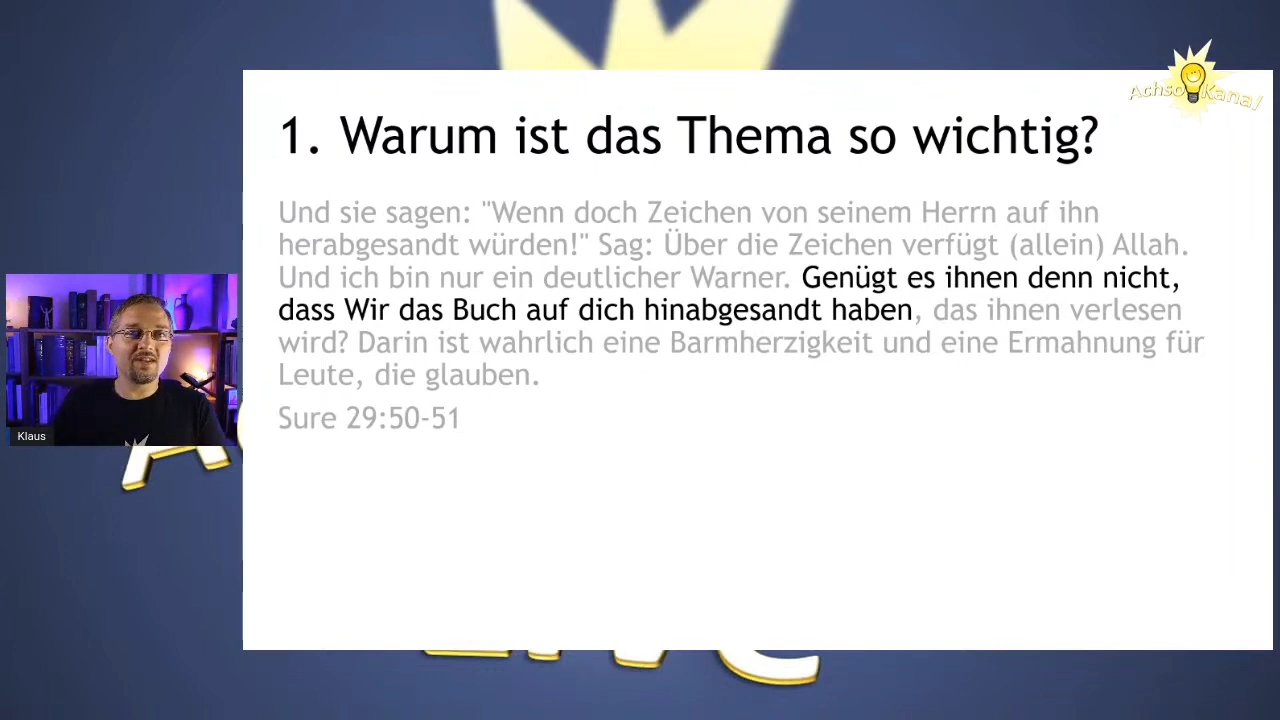 Achso Kanal
1. Warum ist das Thema so wichtig?
Und sie sagen: "Wenn doch Zeichen von seinem Herrn auf ihn
herabgesandt würden!" Sag: Über die Zeichen verfügt (allein) Allah.
Und ich bin nur ein deutlicher Warner. Genügt es ihnen denn nicht,
dass Wir das Buch auf dich hinabgesandt haben, das ihnen verlesen
wird? Darin ist wahrlich eine Barmherzigkeit und eine Ermahnung für
Leute, die glauben.
Sure 29:50-51
Klaus